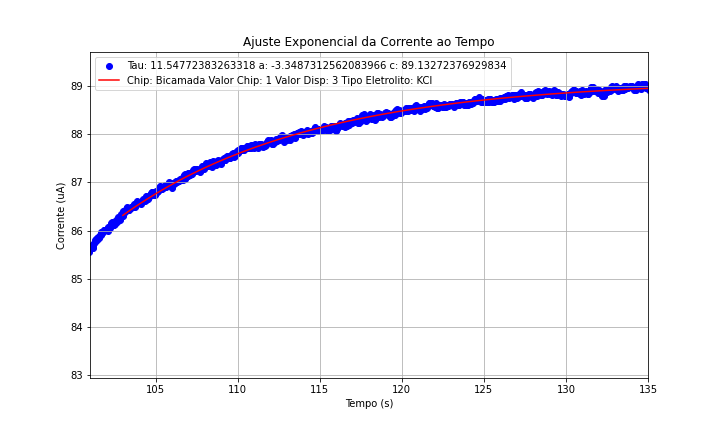 Ajuste Exponencial da Corrente ao Tempo
Tau: 11.54772383263318 a: -3.3487312562083966 c: 89.13272376929834
Chip: Bicamada Valor Chip: 1 Valor Disp: 3 Tipo Eletrolito: KCl
Corrente (uA)
89
88
87
86
85
84
83
105
110
115
120
125
130
135
Tempo (s)